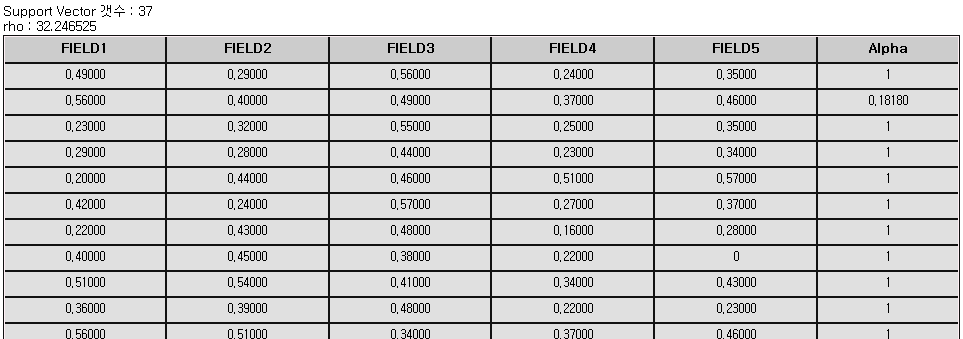 Support Vector 갯수 : 37
rho : 32.246525
FIELD1 FIELD2 FIELD3 FIELD4 FIELD5 Alpha
0.49000 0.29000 0.56000 0.24000 0.35000 1
0.56000 0.40000 0.49000 0.37000 0.46000 0.18180
0.23000 0.32000 0.55000 0.25000 0.35000 1
0.29000 0.28000 0.44000 0.23000 0.34000 1
0.20000 0.44000 0.46000 0.51000 0.57000 1
0.42000 0.24000 0.57000 0.27000 0.37000 1
0.22000 0.43000 0.48000 0.16000 0.28000 1
0.40000 0.45000 0.38000 0.22000 0 1
0.51000 0.54000 0.41000 0.34000 0.43000 1
0.36000 0.39000 0.48000 0.22000 0.23000 1
0.56000 0.51000 0.34000 0.37000 0.46000 1